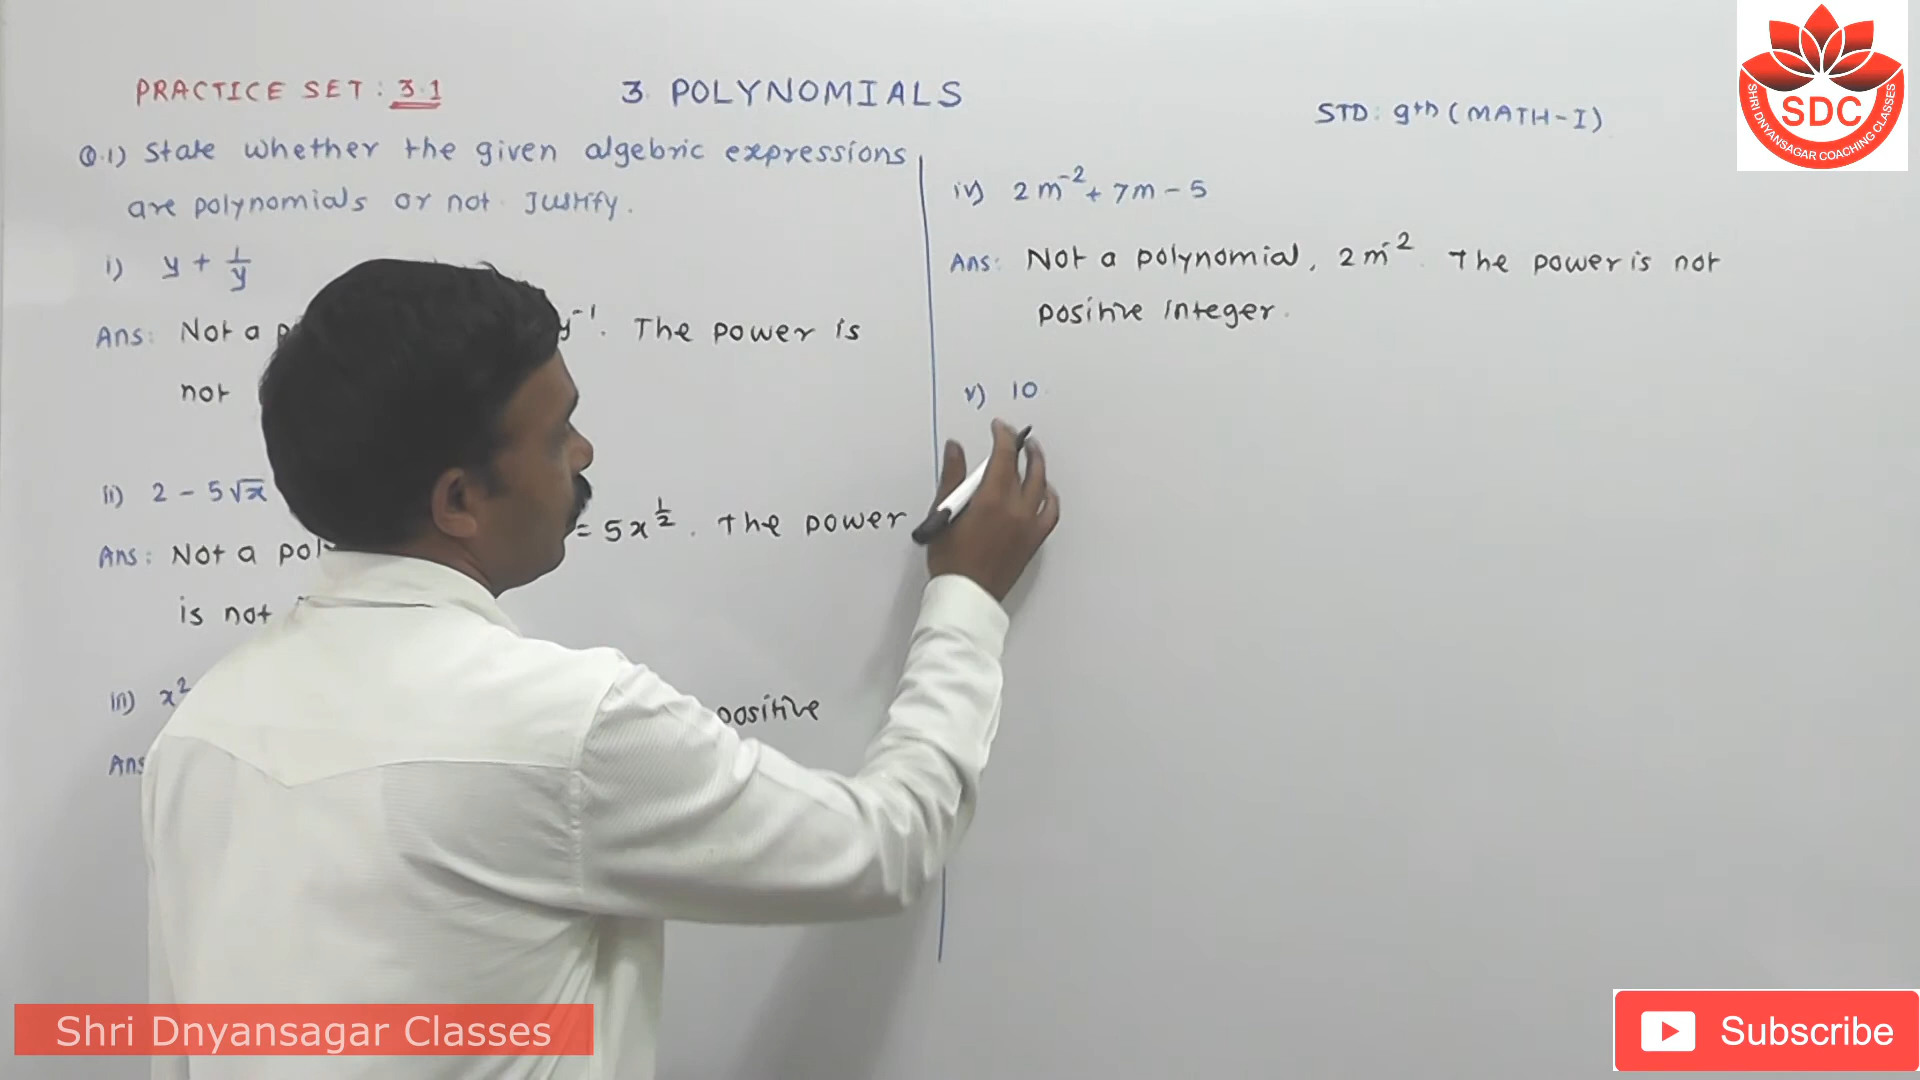 PRACTICE SET : 3.1
3. POLYNOMIALS
STD: 9th (MATH-I)
SDC
SHRI DNYANSAGAR COACHING CLASSES
Q.1) State whether the given algebric expressions
are polynomials or not. Justify.
i) y + 1/y
Ans: Not a y⁻¹. The power is
not
ii) 2 - 5√x
Ans: Not a = 5x^1/2. The power
is not
iii) x²
positive
Ans
iv) 2m⁻² + 7m - 5
Ans: Not a polynomial, 2m⁻². The power is not
positive integer.
v) 10
Shri Dnyansagar Classes
Subscribe